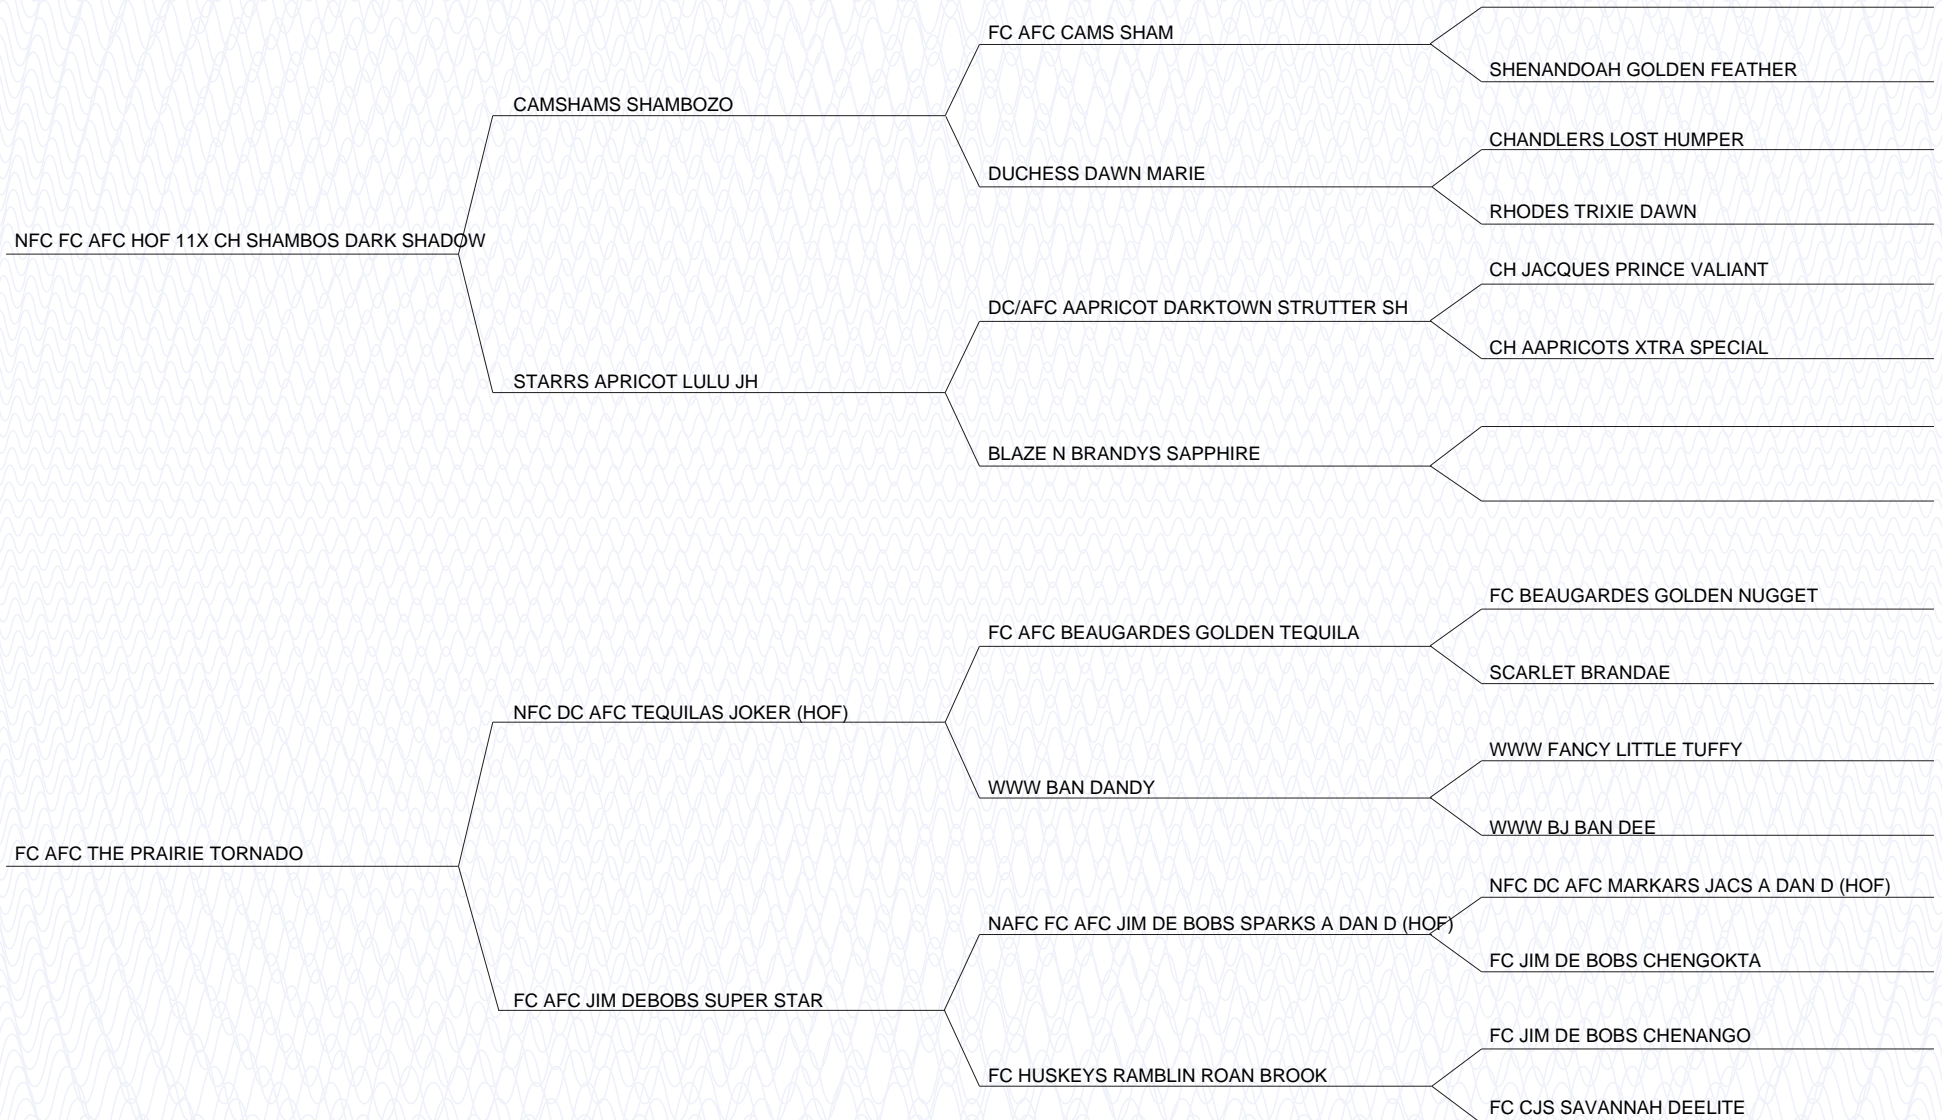 FC AFC CAMS SHAM
SHENANDOAH GOLDEN FEATHER
CAMSHAMS SHAMBOZO
CHANDLERS LOST HUMPER
DUCHESS DAWN MARIE
RHODES TRIXIE DAWN
NFC FC AFC HOF 11X CH SHAMBOS DARK SHADOW
CH JACQUES PRINCE VALIANT
DC/AFC AAPRICOT DARKTOWN STRUTTER SH
CH AAPRICOTS XTRA SPECIAL
STARRS APRICOT LULU JH
BLAZE N BRANDYS SAPPHIRE
FC BEAUGARDES GOLDEN NUGGET
FC AFC BEAUGARDES GOLDEN TEQUILA
SCARLET BRANDAE
NFC DC AFC TEQUILAS JOKER (HOF)
WWW FANCY LITTLE TUFFY
WWW BAN DANDY
WWW BJ BAN DEE
FC AFC THE PRAIRIE TORNADO
NFC DC AFC MARKARS JACS A DAN D (HOF)
NAFC FC AFC JIM DE BOBS SPARKS A DAN D (HOF)
FC JIM DE BOBS CHENGOKTA
FC AFC JIM DEBOBS SUPER STAR
FC JIM DE BOBS CHENANGO
FC HUSKEYS RAMBLIN ROAN BROOK
FC CJS SAVANNAH DEELITE